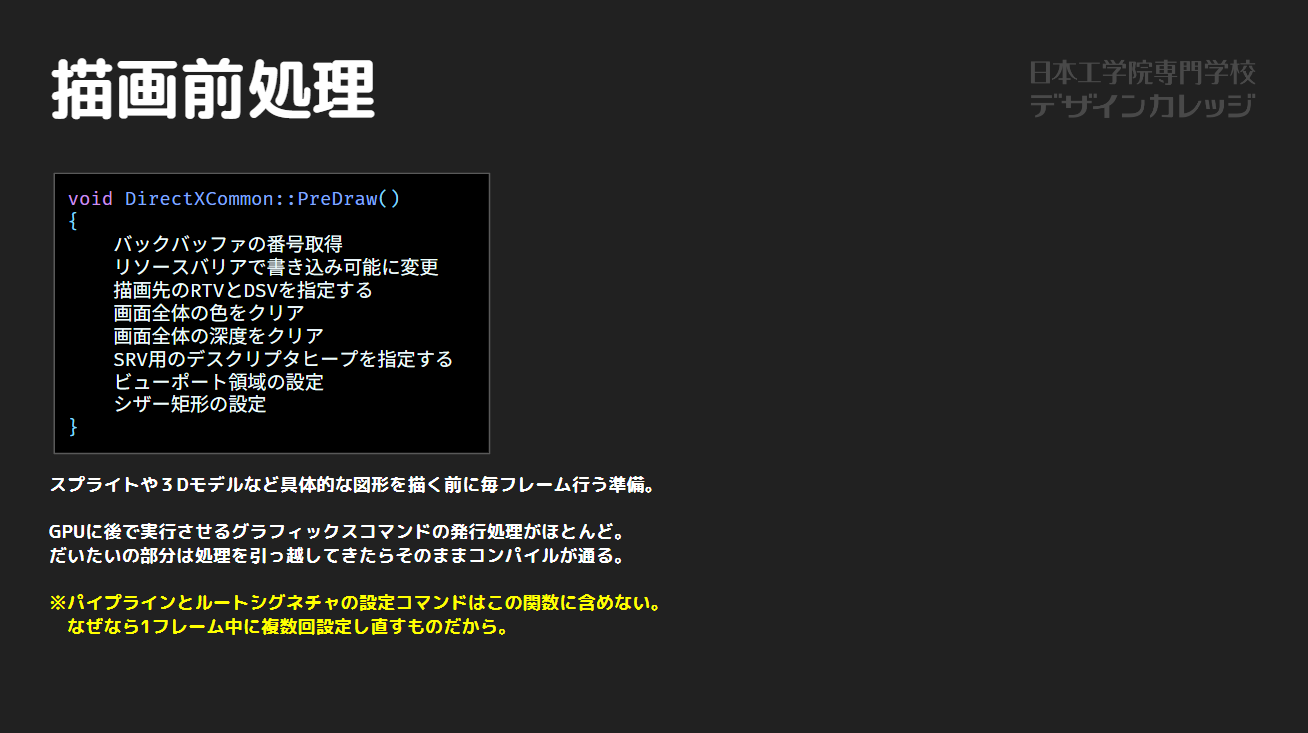 描画前処理
日本工学院専門学校
デザインカレッジ
void DirectXCommon::PreDraw()
{
バックバッファの番号取得
リソースバリアで書き込み可能に変更
描画先のRTVとDSVを指定する
画面全体の色をクリア
画面全体の深度をクリア
SRV用のデスクリプタヒープを指定する
ビューポート領域の設定
シザー矩形の設定
}
スプライトや３Dモデルなど具体的な図形を描く前に毎フレーム行う準備。
GPUに後で実行させるグラフィックスコマンドの発行処理がほとんど。
だいたいの部分は処理を引っ越してきたらそのままコンパイルが通る。
※パイプラインとルートシグネチャの設定コマンドはこの関数に含めない。
なぜなら1フレーム中に複数回設定し直すものだから。